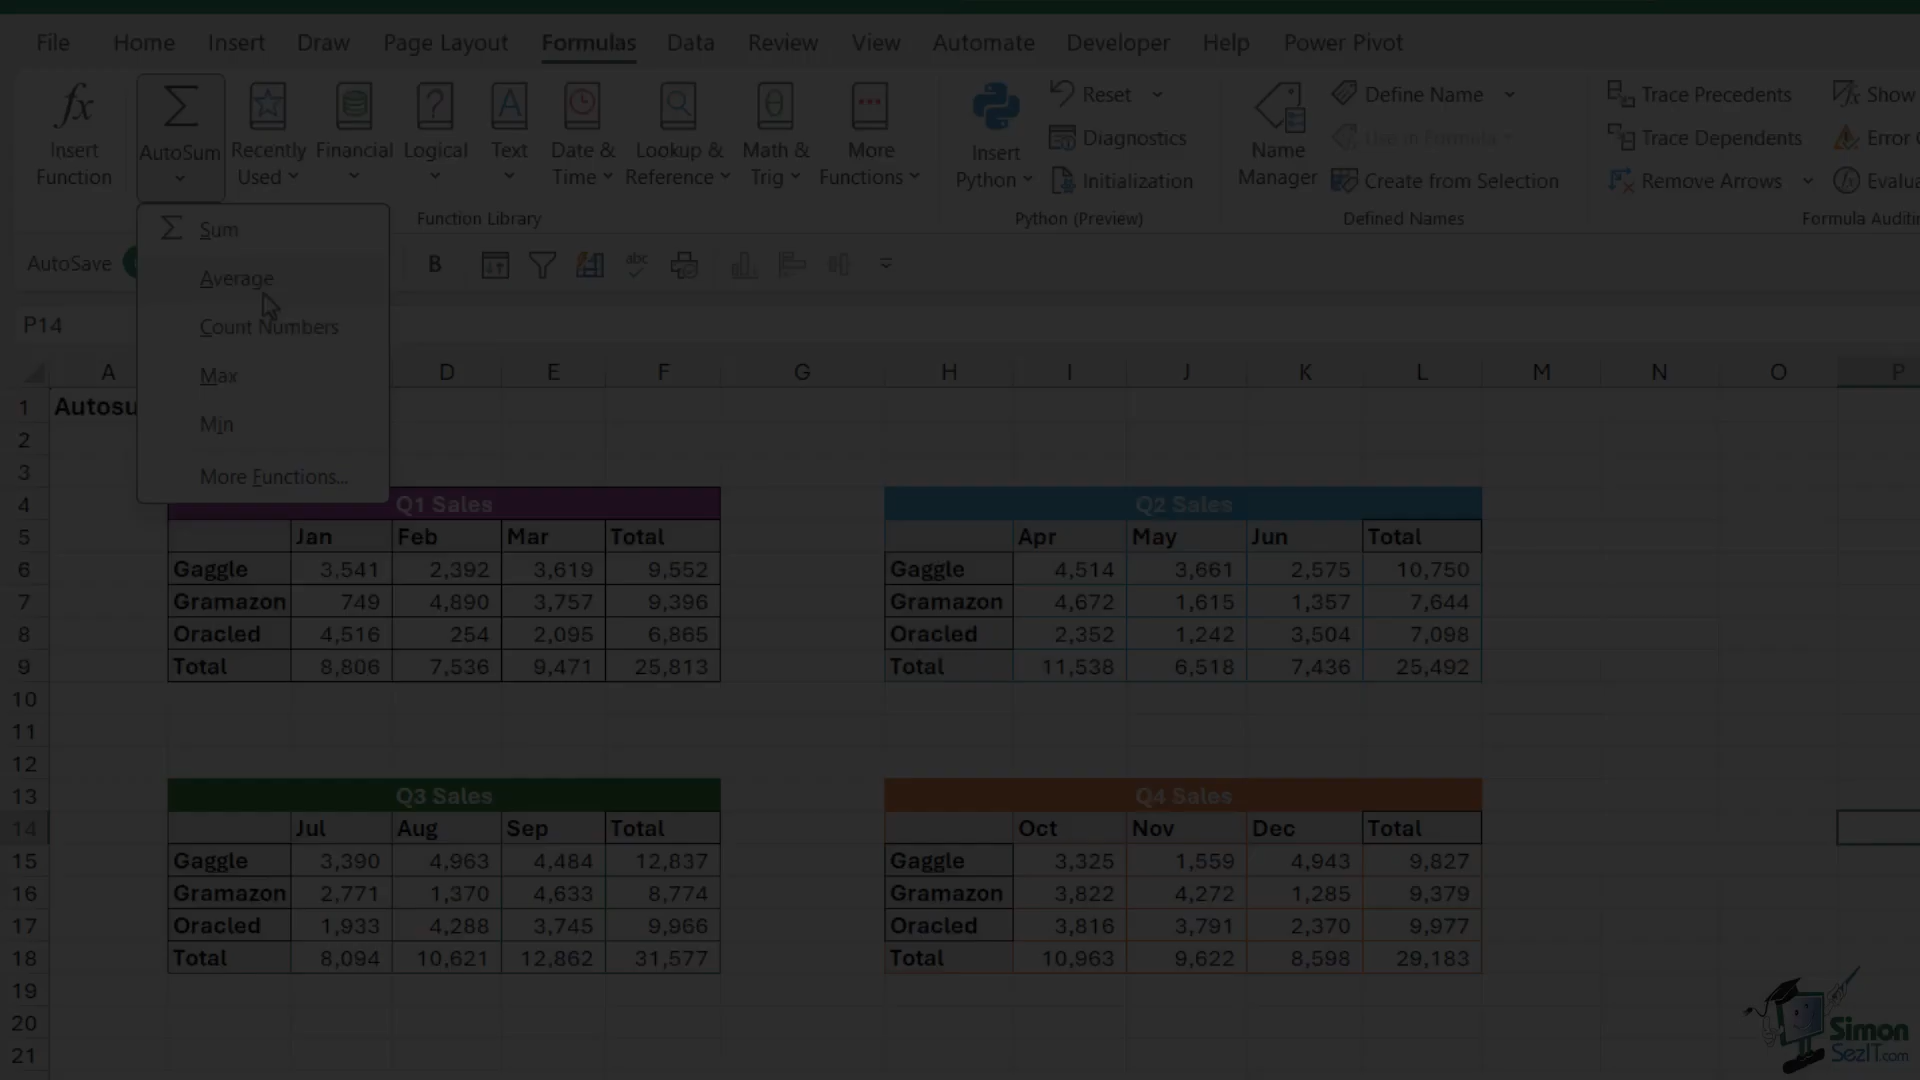 File Home Insert Draw Page Layout Formulas Data Review View Automate Developer Help Power Pivot
fx Insert Function
AutoSum
Recently Used
Financial
Logical
Text
Date & Time
Lookup & Reference
Math & Trig
More Functions
Function Library
Insert Python
Reset
Diagnostics
Initialization
Python (Preview)
Name Manager
Define Name
Use in Formula
Create from Selection
Defined Names
Trace Precedents
Trace Dependents
Remove Arrows
Show
Error
Evalua
Formula Auditin
Sum
Average
Count Numbers
Max
Min
More Functions...
AutoSave
B
abc
P14
A D E F G H I J K L M N O P
1 Autosu
2
3
4 Q1 Sales Q2 Sales
5 Jan Feb Mar Total Apr May Jun Total
6 Gaggle 3,541 2,392 3,619 9,552 Gaggle 4,514 3,661 2,575 10,750
7 Gramazon 749 4,890 3,757 9,396 Gramazon 4,672 1,615 1,357 7,644
8 Oracled 4,516 254 2,095 6,865 Oracled 2,352 1,242 3,504 7,098
9 Total 8,806 7,536 9,471 25,813 Total 11,538 6,518 7,436 25,492
10
11
12
13 Q3 Sales Q4 Sales
14 Jul Aug Sep Total Oct Nov Dec Total
15 Gaggle 3,390 4,963 4,484 12,837 Gaggle 3,325 1,559 4,943 9,827
16 Gramazon 2,771 1,370 4,633 8,774 Gramazon 3,822 4,272 1,285 9,379
17 Oracled 1,933 4,288 3,745 9,966 Oracled 3,816 3,791 2,370 9,977
18 Total 8,094 10,621 12,862 31,577 Total 10,963 9,622 8,598 29,183
19
20
21
Simon
SezIT.com